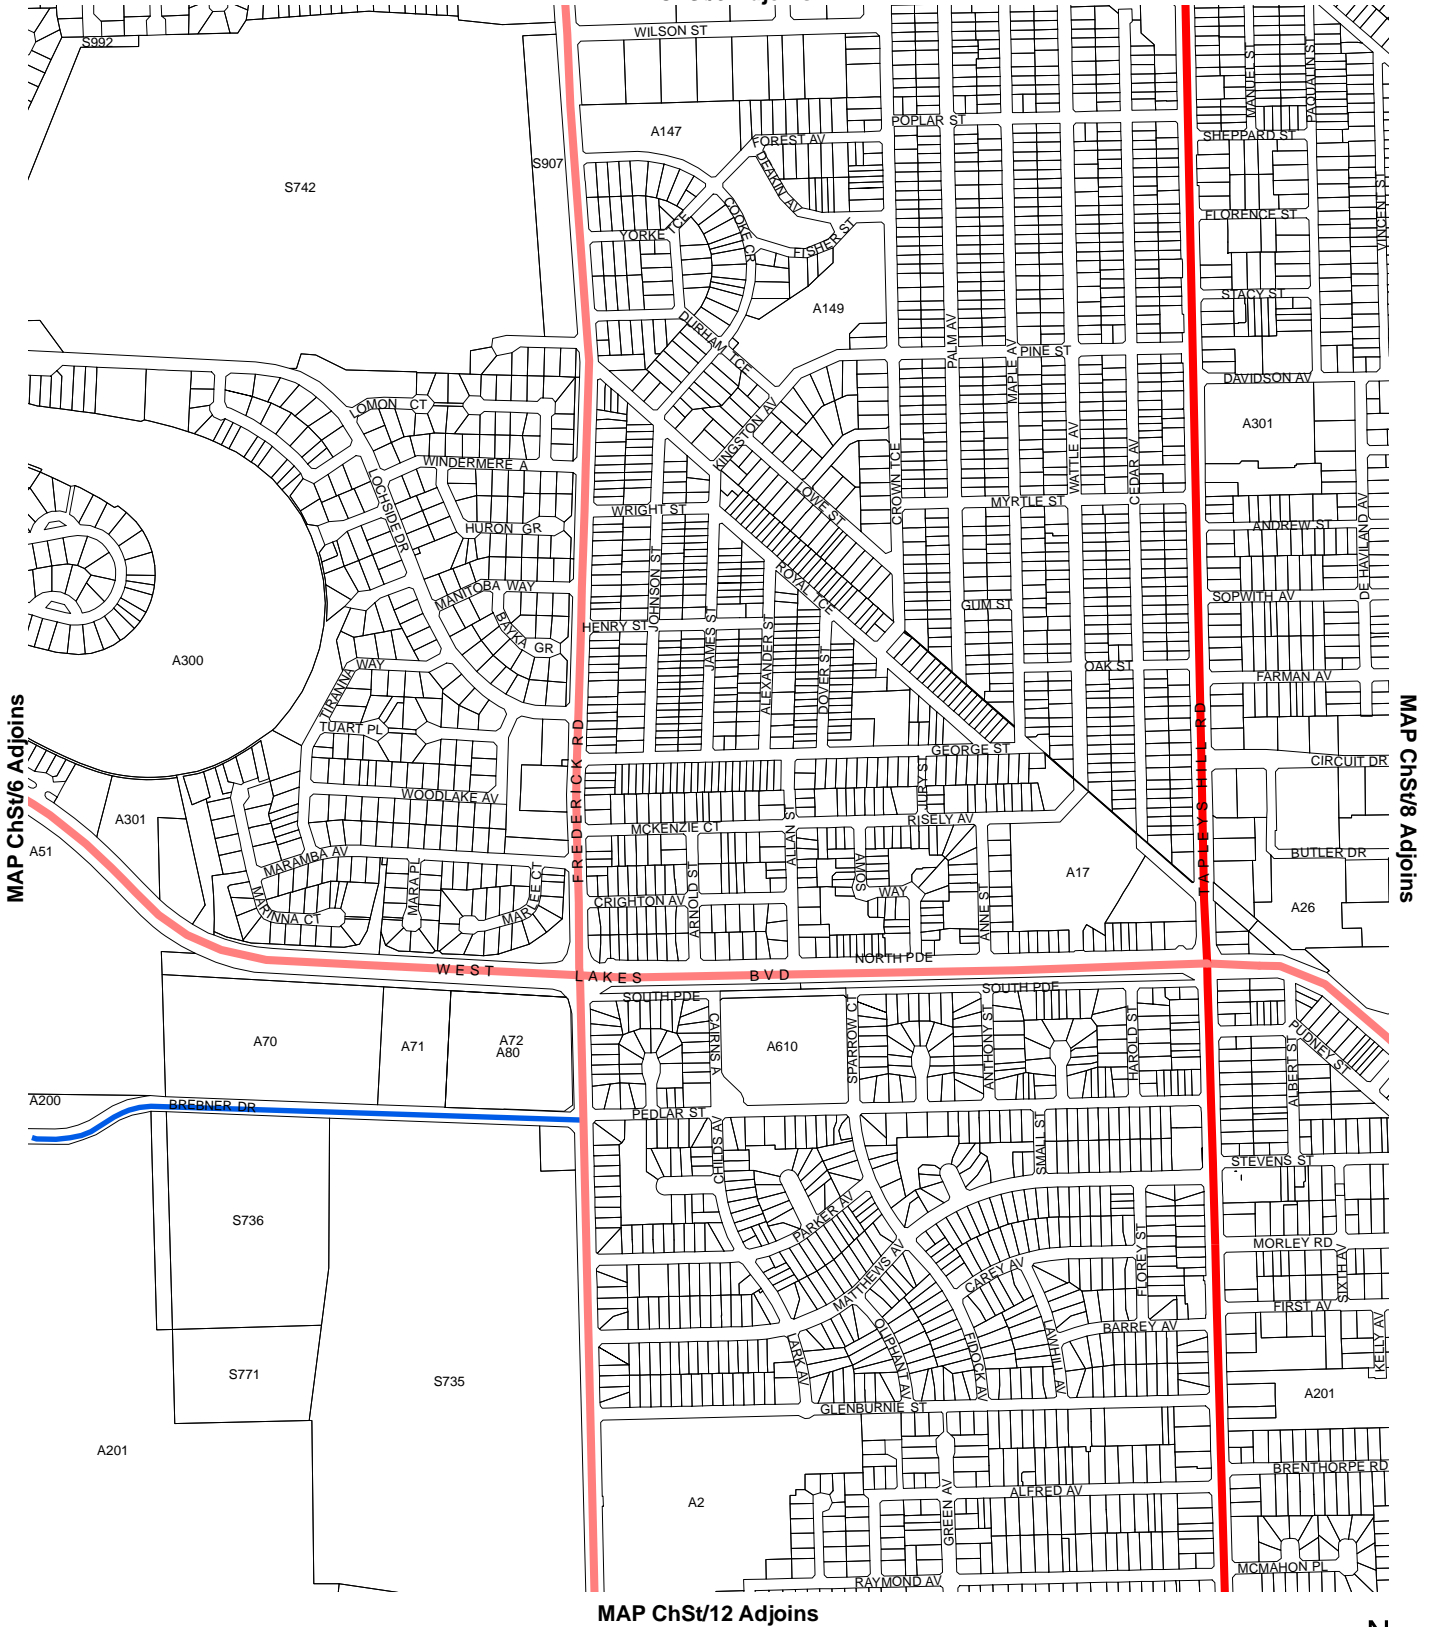 WILSON ST
S992
MANUEL ST
PAQUALIN ST
A147
POPLAR ST
FOREST AV
SHEPPARD ST
S907
DEAKIN AV
S742
VINCENT ST
COOKE CR
FLORENCE ST
YORKE TCE
FISHER ST
STACY ST
A149
DURHAM TCE
PALM AV
MAPLE AV
PINE ST
DAVIDSON AV
LOMON CT
KINGSTON AV
A301
WATTLE AV
CEDAR AV
WINDERMERE A
CROWN TCE
LOCHSIDE DR
LOWE ST
MYRTLE ST
WRIGHT ST
HURON GR
ANDREW ST
DE HAVILAND AV
JOHNSON ST
ROYAL TCE
MANITOBA WAY
SOPWITH AV
GUM ST
BAYKA GR
HENRY ST
JAMES ST
ALEXANDER ST
DOVER ST
A300
TIRANNA WAY
OAK ST
FARMAN AV
MAP ChSt/6 Adjoins
MAP ChSt/8 Adjoins
TUART PL
FREDERICK RD
TAPLEYS HILL RD
GEORGE ST
CIRCUIT DR
JURY ST
WOODLAKE AV
A301
MCKENZIE CT
ALLAN ST
RISELY AV
A51
BUTLER DR
MARAMBA AV
AMOS WAY
A17
MARA PL
MARLEE CT
ARNOLD ST
CRIGHTON AV
ANNE ST
A26
MARINNA CT
NORTH PDE
WEST LAKES BVD
SOUTH PDE
SOUTH PDE
CAIRNS A
SPARROW CT
ANTHONY ST
HAROLD ST
PUDNEY ST
A70
A71
A72
A80
A610
ALBERT ST
A200
BREBNER DR
PEDLAR ST
CHILDS AV
SMALL ST
STEVENS ST
S736
PARKER AV
MORLEY RD
FLOREY ST
MATTHEWS AV
CAREY AV
SIXTH AV
FIRST AV
BARREY AV
LARK AV
OLIPHANT AV
FIDOCK AV
LAWHILL AV
KELLY AV
S771
S735
A201
GLENBURNIE ST
A201
BRENTHORPE RD
A2
GREEN AV
ALFRED AV
MCMAHON PL
RAYMOND AV
MAP ChSt/12 Adjoins